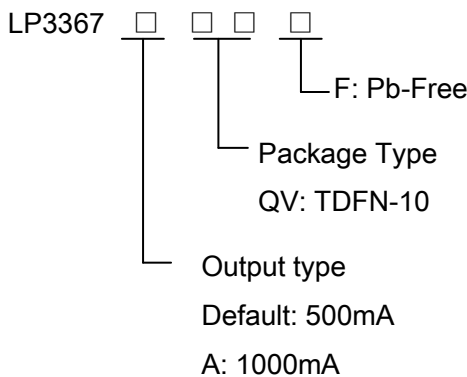 LP3367 □ □ □ □
F: Pb-Free
Package Type
QV: TDFN-10
Output type
Default: 500mA
A: 1000mA